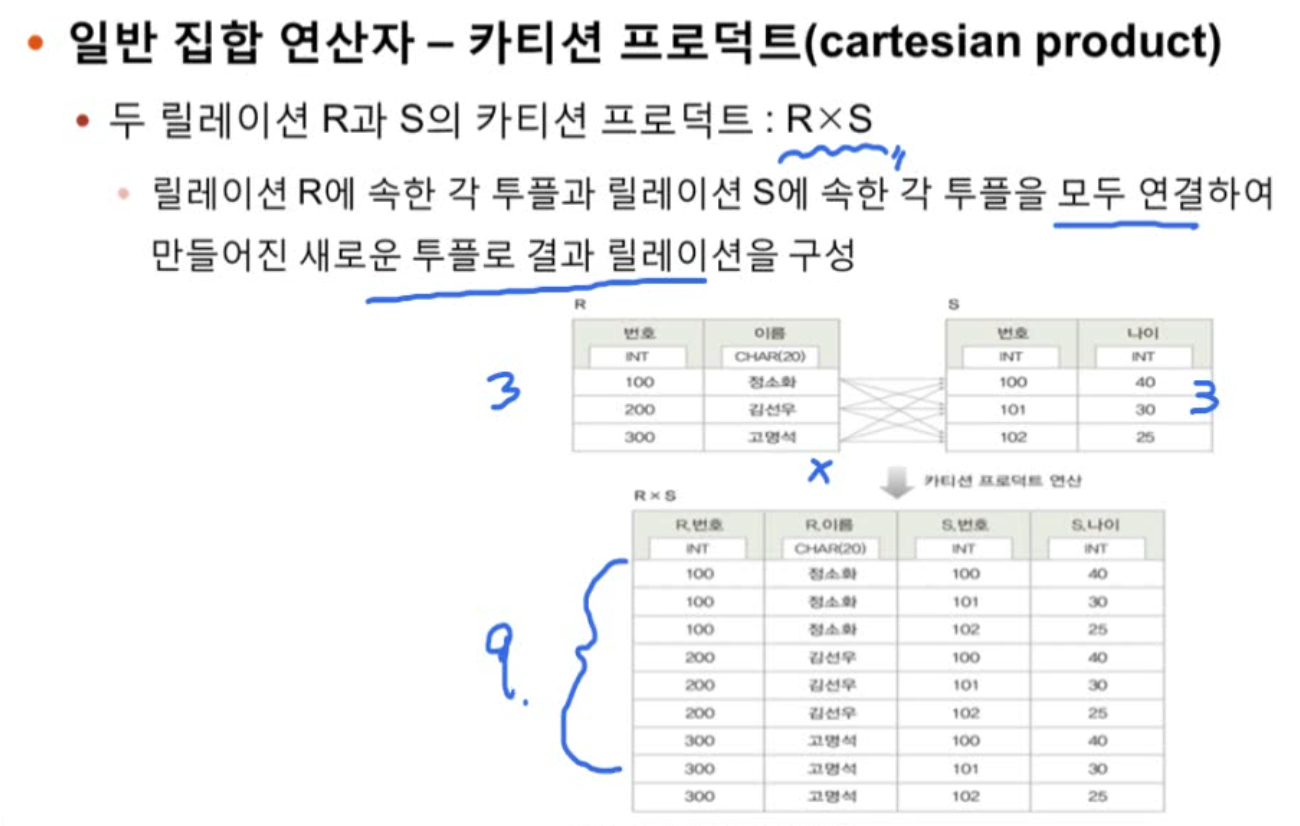 일반 집합 연산자 – 카티션 프로덕트(cartesian product)
두 릴레이션 R과 S의 카티션 프로덕트 : R×S
릴레이션 R에 속한 각 투플과 릴레이션 S에 속한 각 투플을 모두 연결하여
만들어진 새로운 투플로 결과 릴레이션을 구성
R S
번호 이름 번호 나이
INT CHAR(20) INT INT
3 100 정소화 100 40 3
200 김선우 101 30
300 고명석 102 25
x
카티션 프로덕트 연산
R × S
R.번호 R.이름 S.번호 S.나이
INT CHAR(20) INT INT
100 정소화 100 40
100 정소화 101 30
100 정소화 102 25
9. 200 김선우 100 40
200 김선우 101 30
200 김선우 102 25
300 고명석 100 40
300 고명석 101 30
300 고명석 102 25